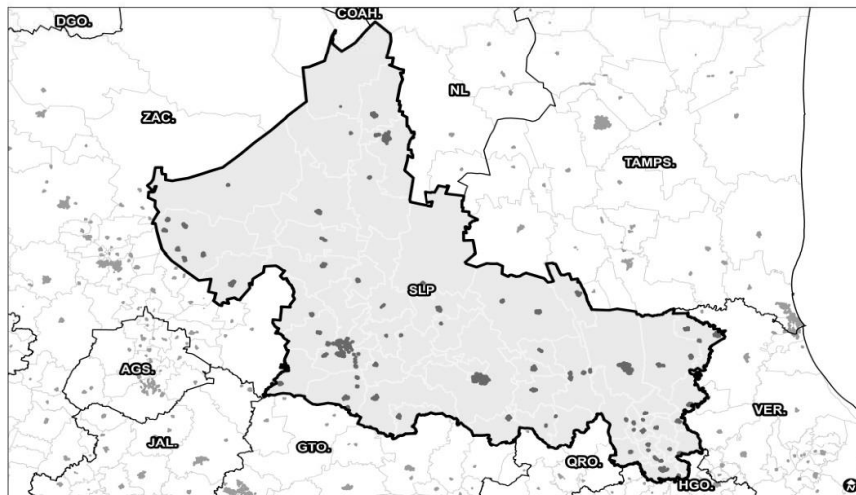 DGO.
COAH.
NL
ZAC.
TAMPS.
SLP
AGS.
VER.
JAL.
GTO.
QRO.
HGO.